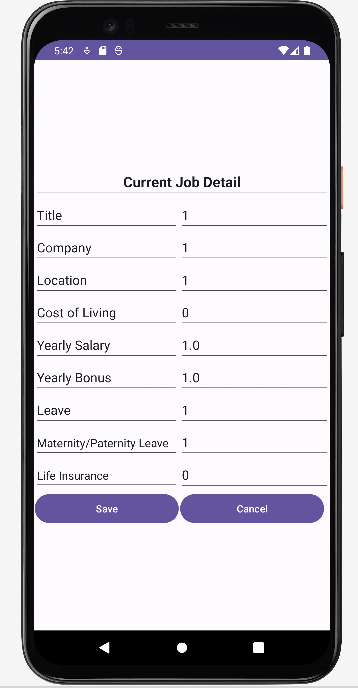 5:42
Current Job Detail
Title 1
Company 1
Location 1
Cost of Living 0
Yearly Salary 1.0
Yearly Bonus 1.0
Leave 1
Maternity/Paternity Leave 1
Life Insurance 0
Save Cancel